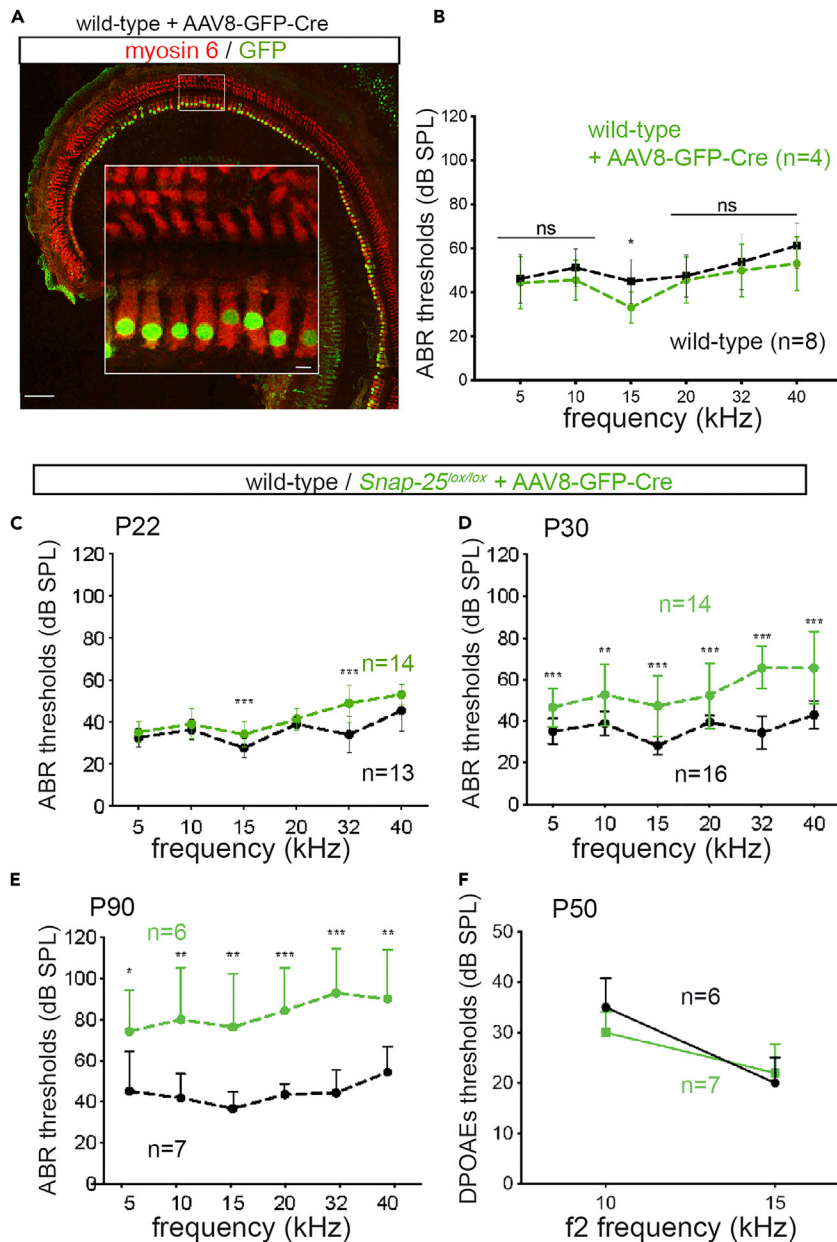 A
wild-type + AAV8-GFP-Cre
myosin 6 / GFP
B
ABR thresholds (dB SPL)
120
100
80
60
40
20
0
wild-type
+ AAV8-GFP-Cre (n=4)
ns
*
ns
wild-type (n=8)
5 10 15 20 32 40
frequency (kHz)
wild-type / Snap-25lox/lox + AAV8-GFP-Cre
C
P22
ABR thresholds (dB SPL)
120
100
80
60
40
20
0
***
***
n=14
n=13
5 10 15 20 32 40
frequency (kHz)
D
P30
ABR thresholds (dB SPL)
120
100
80
60
40
20
0
n=14
*** ** *** *** *** ***
n=16
5 10 15 20 32 40
frequency (kHz)
E
P90
ABR thresholds (dB SPL)
120
100
80
60
40
20
0
n=6
* ** ** *** *** **
n=7
5 10 15 20 32 40
frequency (kHz)
F
P50
DPOAEs thresholds (dB SPL)
50
40
30
20
10
0
n=6
n=7
10 15
f2 frequency (kHz)